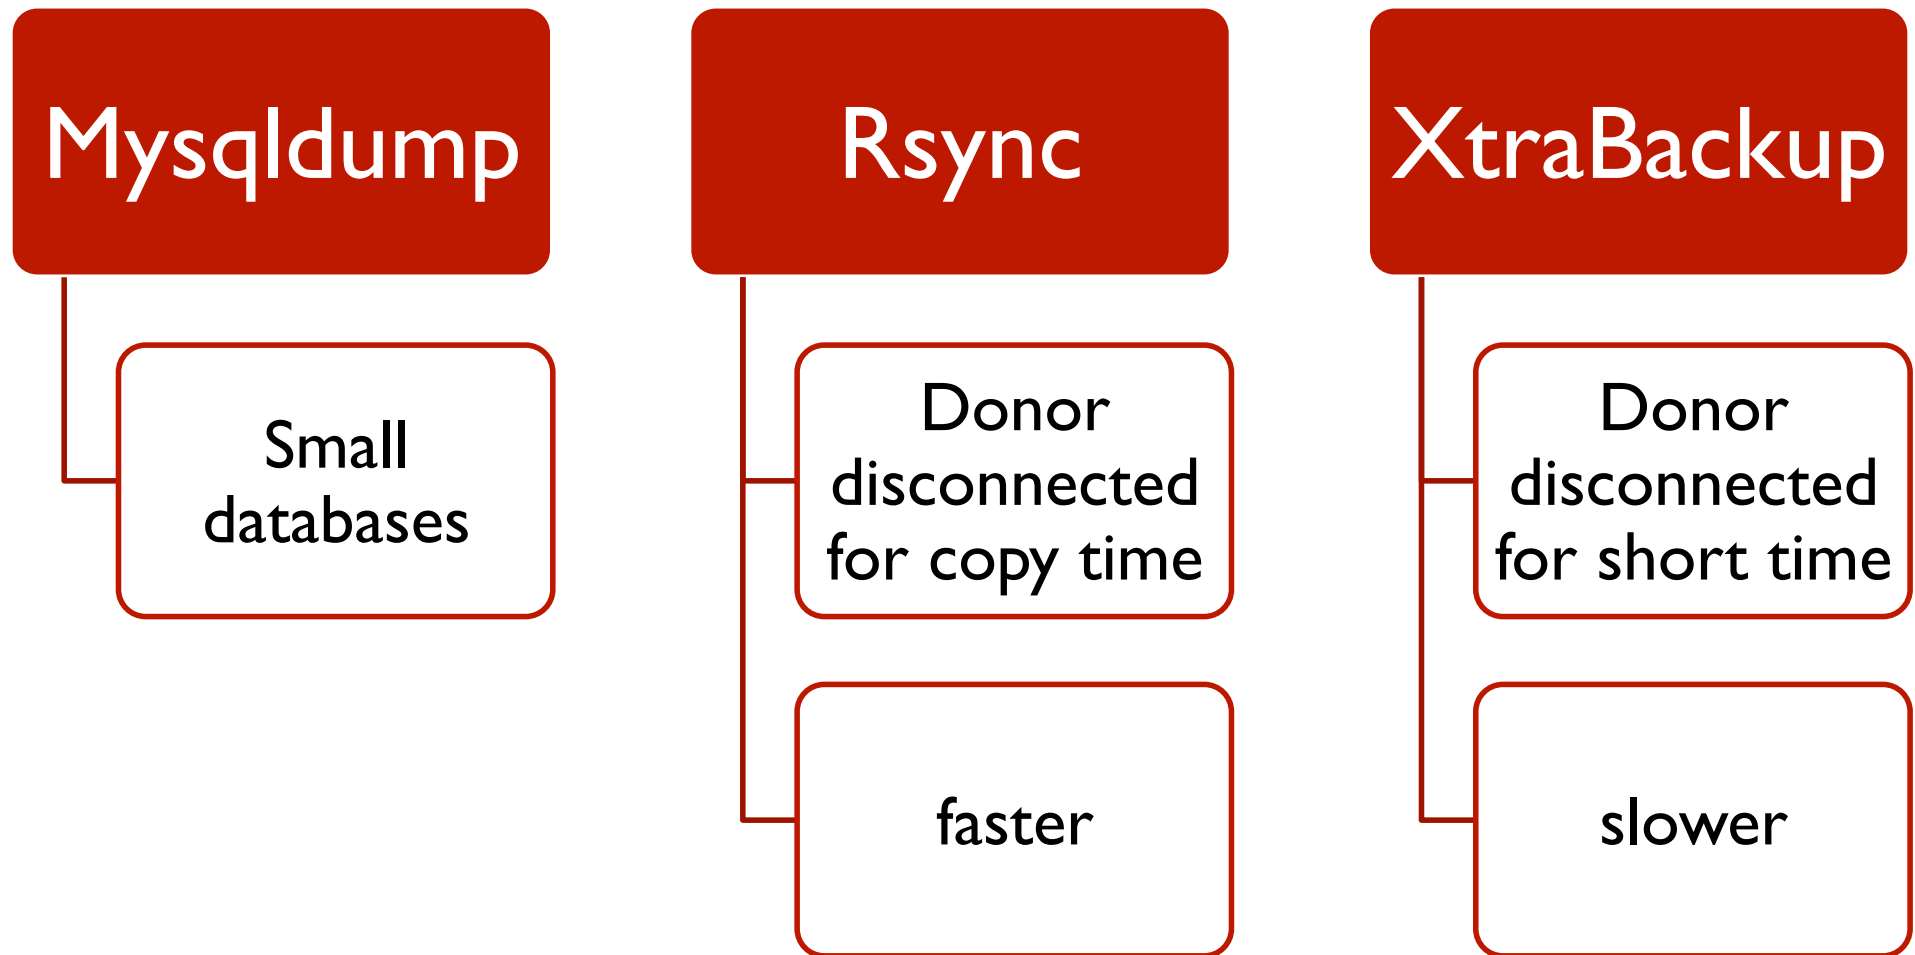 Mysqldump
Small
databases
Rsync
Donor
disconnected
for copy time
faster
XtraBackup
Donor
disconnected
for short time
slower